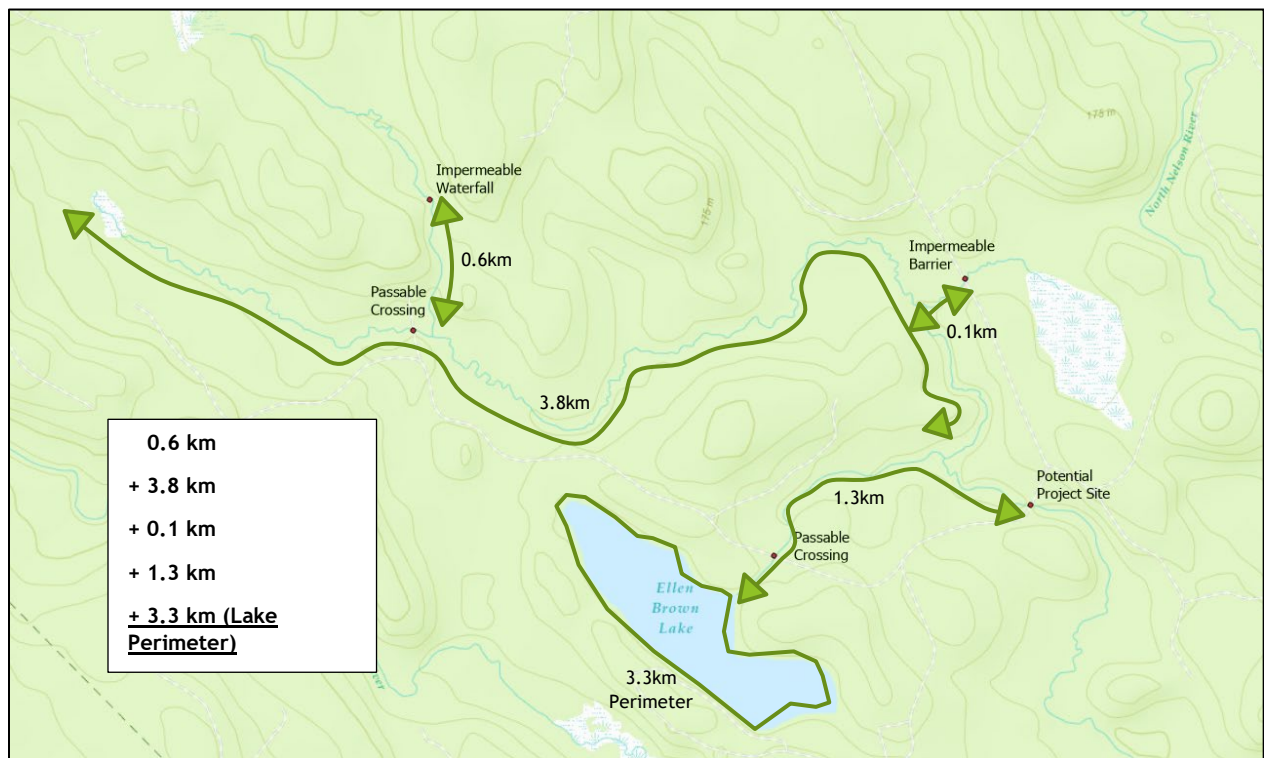 175 m
North Nelson River
Impermeable
Waterfall
175 m
0.6km
Impermeable
Barrier
Passable
Crossing
0.1km
3.8km
0.6 km
+ 3.8 km
+ 0.1 km
+ 1.3 km
+ 3.3 km (Lake
Perimeter)
Potential
Project Site
1.3km
Passable
Crossing
Ellen
Brown
Lake
3.3km
Perimeter